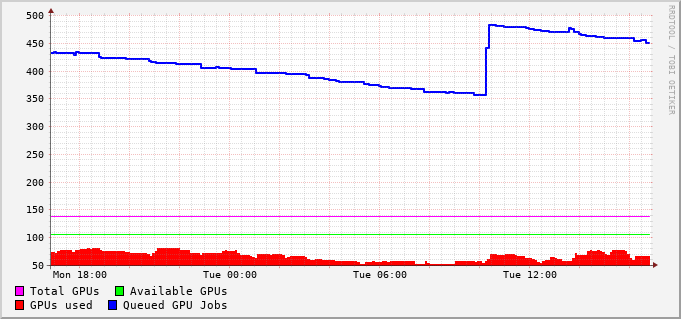 500
450
400
350
300
250
200
150
100
50
Mon 18:00 Tue 00:00 Tue 06:00 Tue 12:00
Total GPUs Available GPUs
GPUs used Queued GPU Jobs
RRDTOOL / TOBI OETIKER